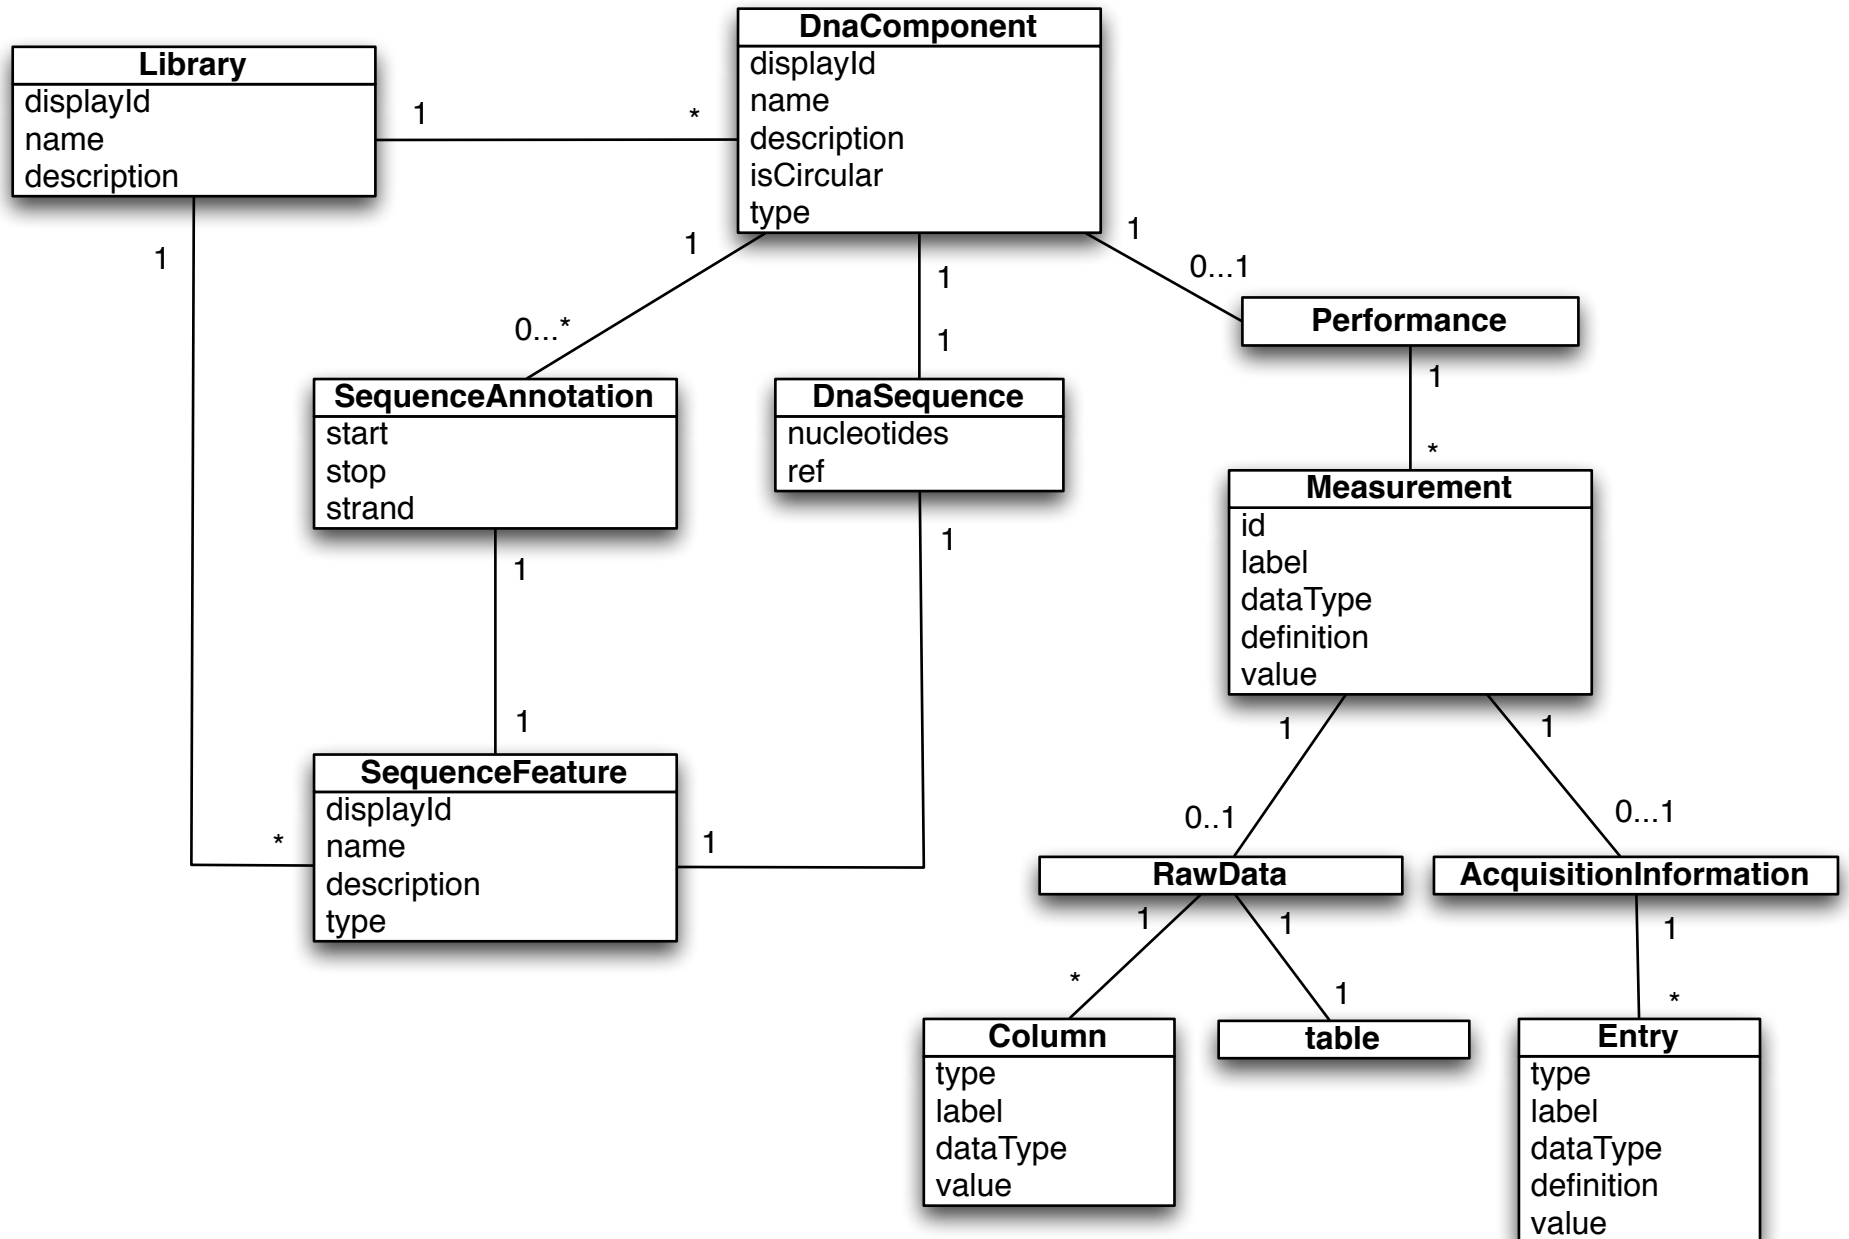 DnaComponent
displayId
name
description
isCircular
type
Library
displayId
name
description
1
*
1
1
0...*
1
1
1
0...1
Performance
1
*
SequenceAnnotation
start
stop
strand
DnaSequence
nucleotides
ref
1
1
1
Measurement
id
label
dataType
definition
value
SequenceFeature
displayId
name
description
type
*
1
1
0..1
1
0...1
RawData
AcquisitionInformation
1
*
1
1
1
*
Column
type
label
dataType
value
table
Entry
type
label
dataType
definition
value